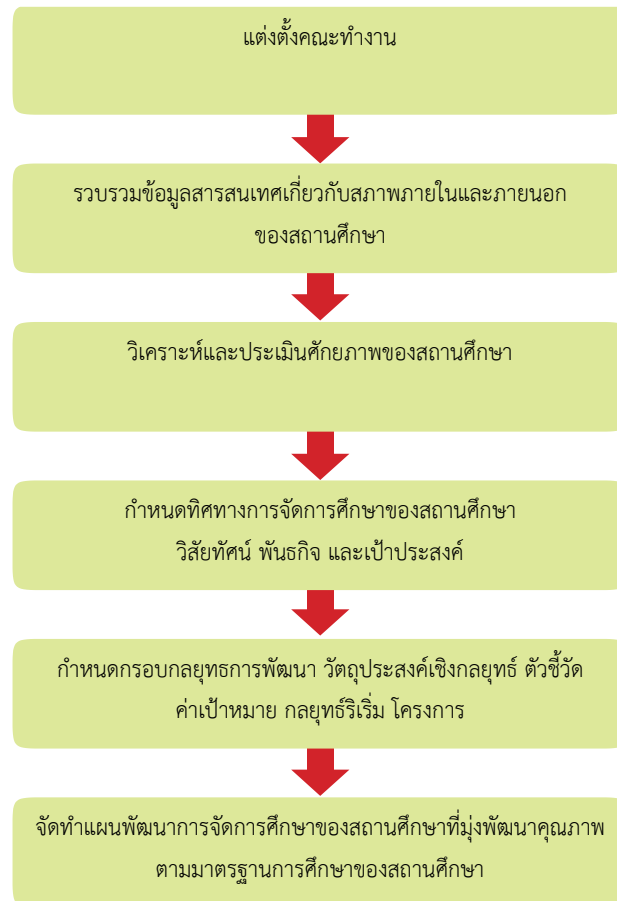 แต่งตั้งคณะทำงาน
รวบรวมข้อมูลสารสนเทศเกี่ยวกับสภาพภายในและภายนอก
ของสถานศึกษา
วิเคราะห์และประเมินศักยภาพของสถานศึกษา
กำหนดทิศทางการจัดการศึกษาของสถานศึกษา
วิสัยทัศน์ พันธกิจ และเป้าประสงค์
กำหนดกรอบกลยุทธการพัฒนา วัตถุประสงค์เชิงกลยุทธ์ ตัวชี้วัด
ค่าเป้าหมาย กลยุทธ์ริเริ่ม โครงการ
จัดทำแผนพัฒนาการจัดการศึกษาของสถานศึกษาที่มุ่งพัฒนาคุณภาพ
ตามมาตรฐานการศึกษาของสถานศึกษา